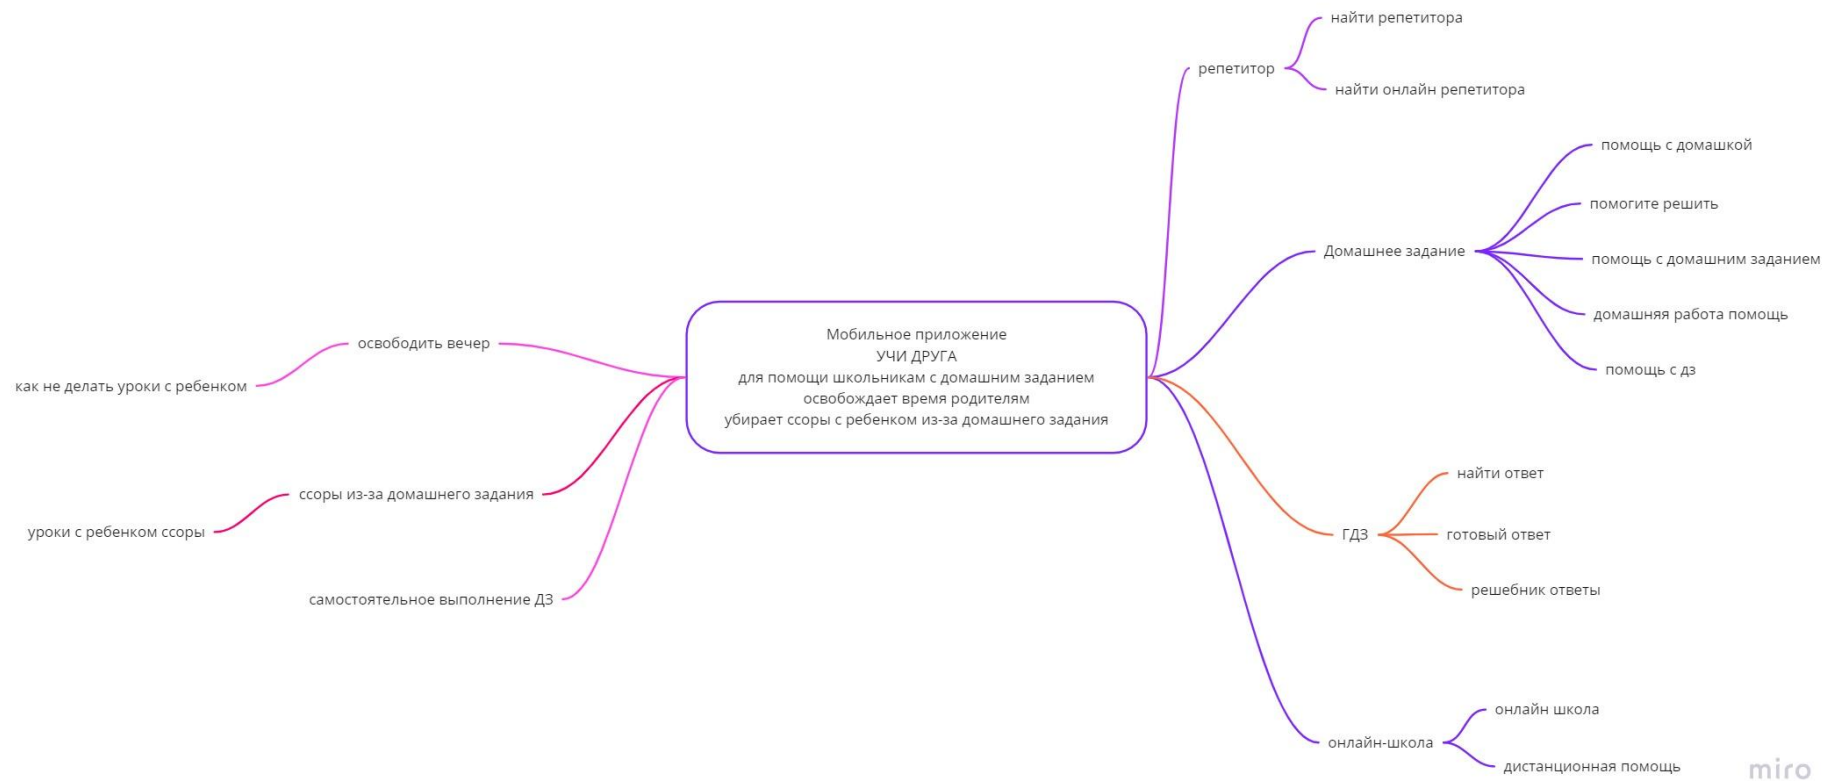 найти репетитора
репетитор
найти онлайн репетитора
помощь с домашкой
помогите решить
Домашнее задание
помощь с домашним заданием
домашняя работа помощь
помощь с дз
Мобильное приложение
УЧИ ДРУГА
для помощи школьникам с домашним заданием
освобождает время родителям
убирает ссоры с ребенком из-за домашнего задания
освободить вечер
как не делать уроки с ребенком
ссоры из-за домашнего задания
уроки с ребенком ссоры
самостоятельное выполнение ДЗ
найти ответ
ГДЗ
готовый ответ
решебник ответы
онлайн школа
онлайн-школа
дистанционная помощь
miro